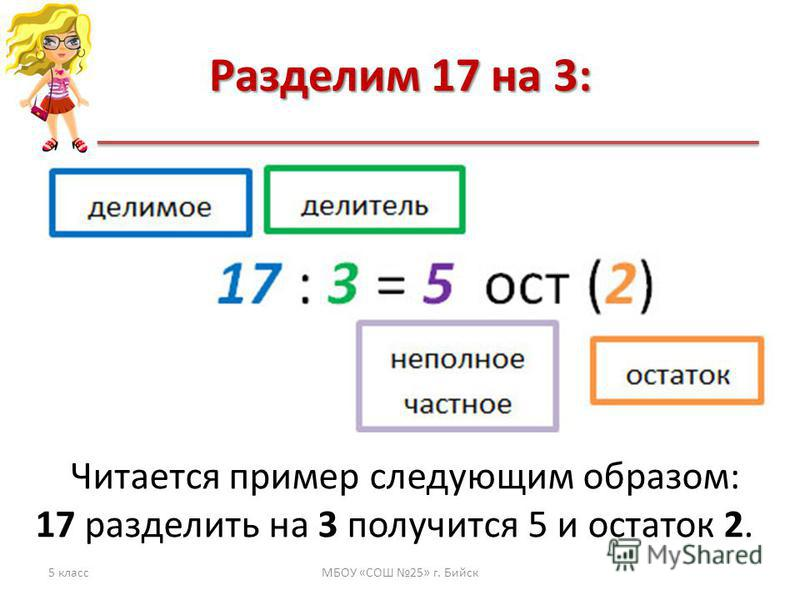 Разделим 17 на 3:
делимое
делитель
17 : 3 = 5 ост (2)
неполное
частное
остаток
Читается пример следующим образом:
17 разделить на 3 получится 5 и остаток 2.
5 класс
МБОУ «СОШ №25» г. Бийск
MyShared